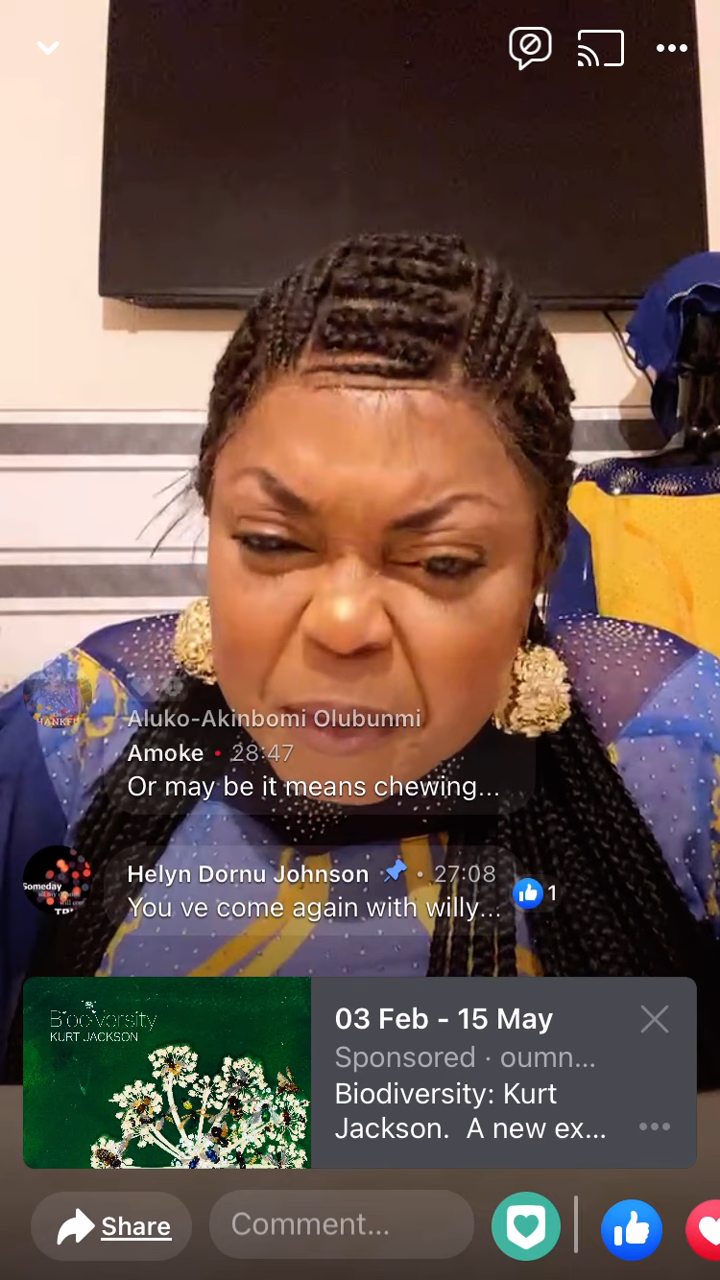 Aluko-Akinbomi Olubunmi
Amoke • 28:47
Or may be it means chewing...
Someday
Helyn Dornu Johnson • 27:08
You ve come again with willy...
1
Biodiversity
KURT JACKSON
03 Feb - 15 May
Sponsored · oumn...
Biodiversity: Kurt
Jackson. A new ex...
Share
Comment...